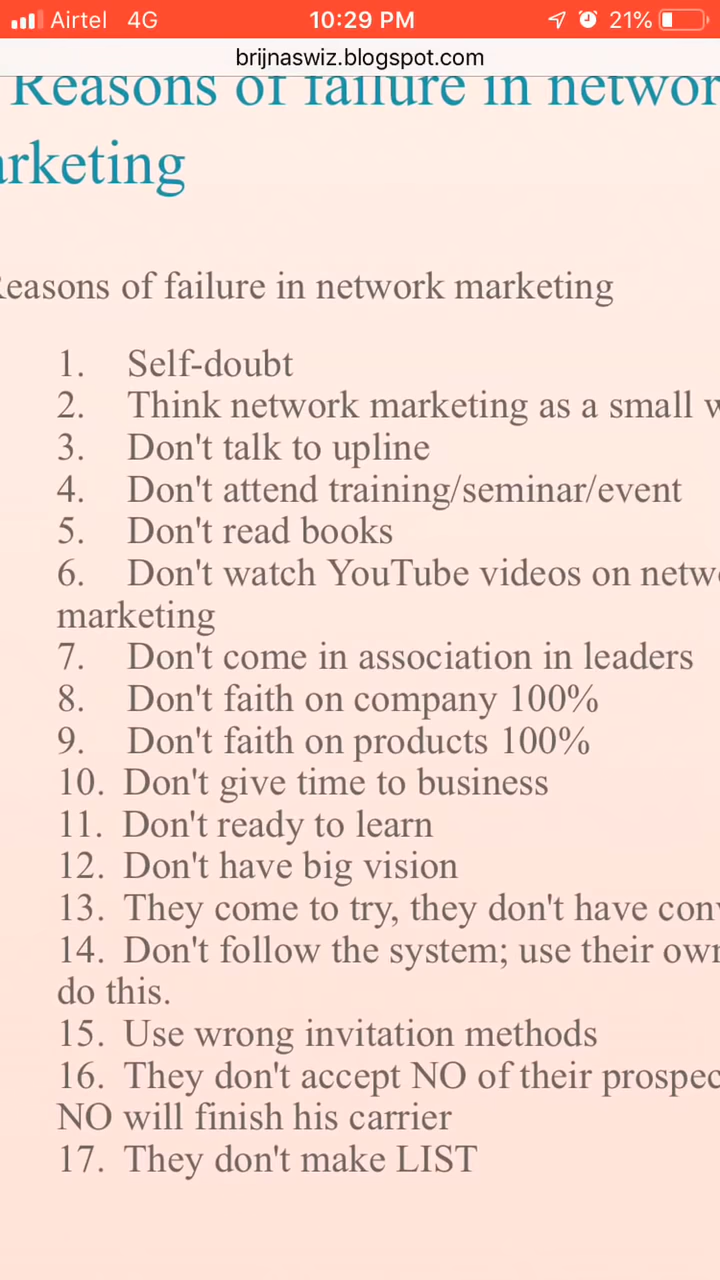 Airtel 4G 10:29 PM 21%
brijnaswiz.blogspot.com
Reasons of failure in networ
arketing
Reasons of failure in network marketing
1. Self-doubt
2. Think network marketing as a small w
3. Don't talk to upline
4. Don't attend training/seminar/event
5. Don't read books
6. Don't watch YouTube videos on netwo
marketing
7. Don't come in association in leaders
8. Don't faith on company 100%
9. Don't faith on products 100%
10. Don't give time to business
11. Don't ready to learn
12. Don't have big vision
13. They come to try, they don't have conv
14. Don't follow the system; use their own
do this.
15. Use wrong invitation methods
16. They don't accept NO of their prospec
NO will finish his carrier
17. They don't make LIST